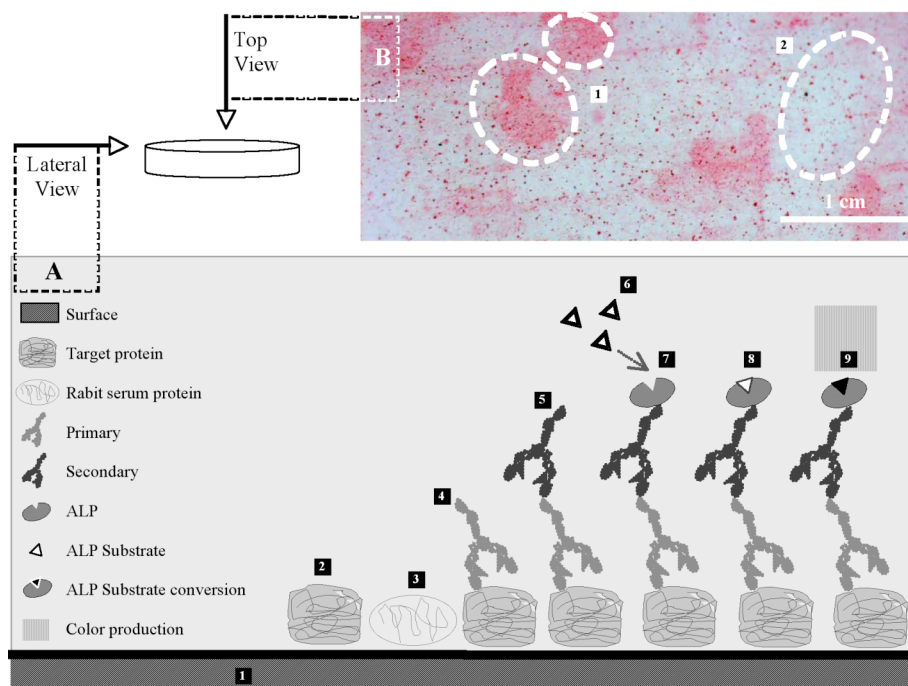 Top
View
B
1
2
1 cm
Lateral
View
A
Surface
Target protein
Rabit serum protein
Primary
Secondary
ALP
ALP Substrate
ALP Substrate conversion
Color production
1
2
3
4
5
6
7
8
9